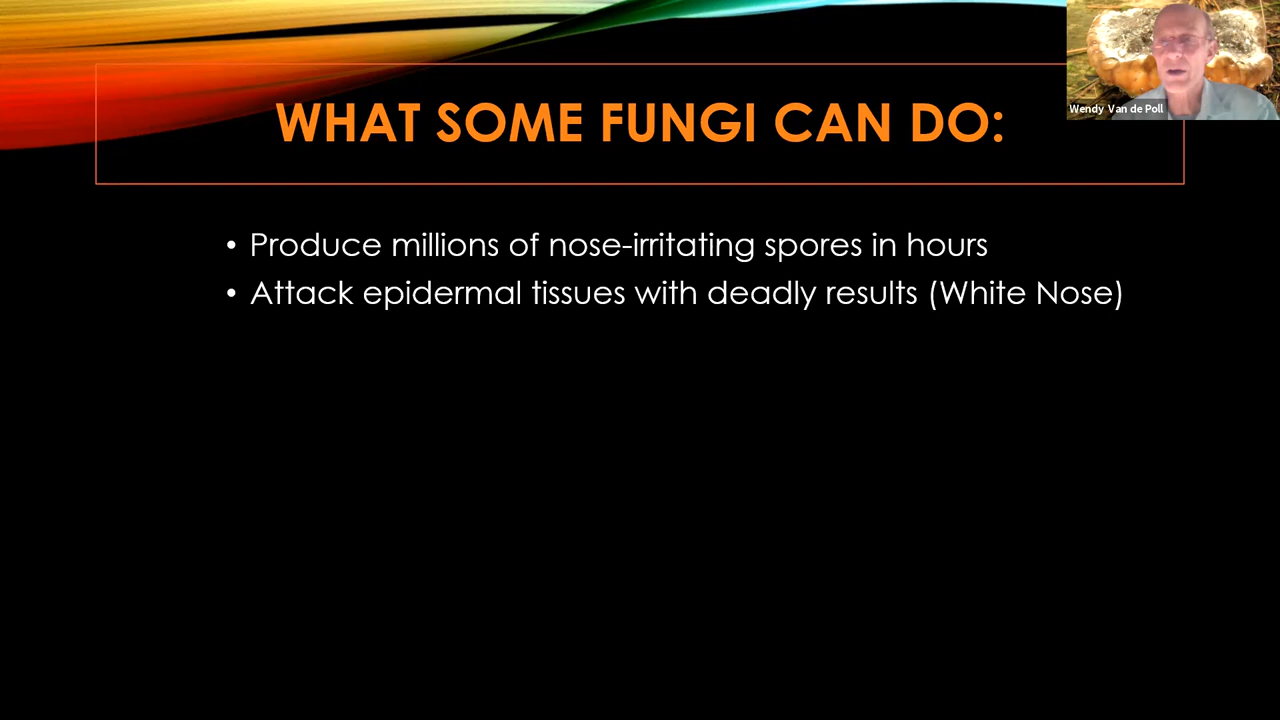 Wendy Van de Poll
WHAT SOME FUNGI CAN DO:
• Produce millions of nose-irritating spores in hours
• Attack epidermal tissues with deadly results (White Nose)